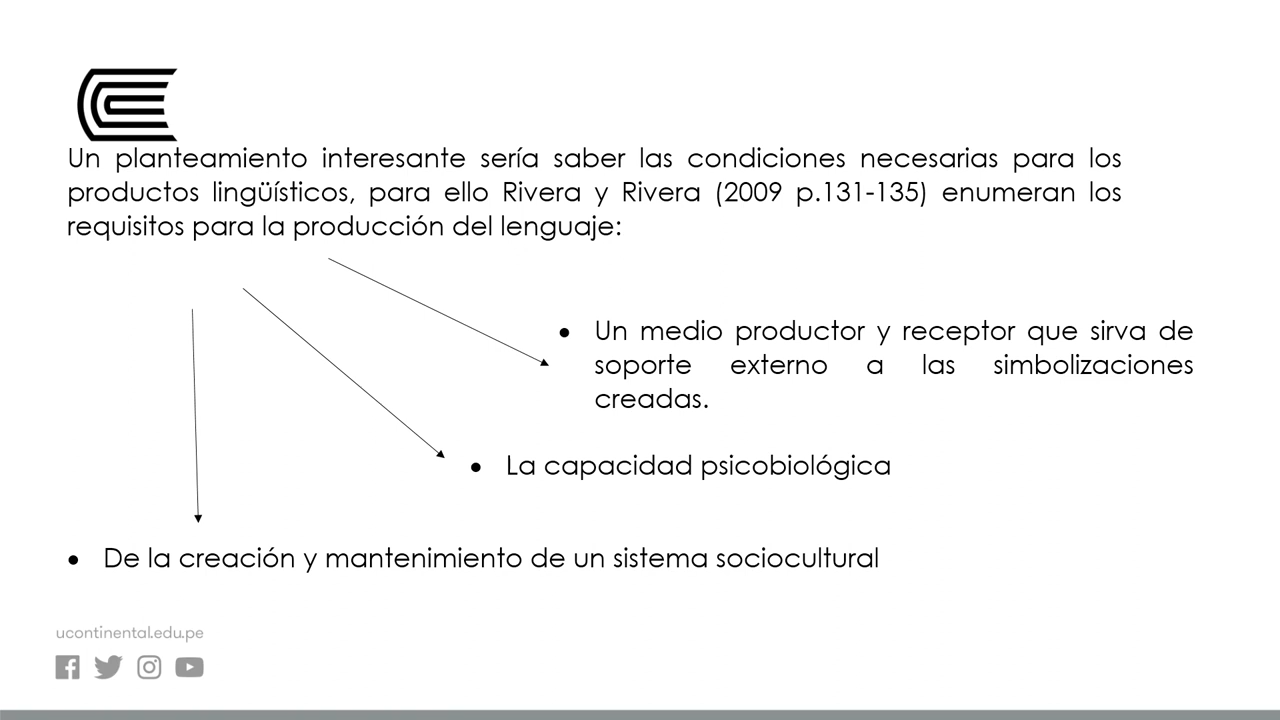 Un planteamiento interesante sería saber las condiciones necesarias para los
productos lingüísticos, para ello Rivera y Rivera (2009 p.131-135) enumeran los
requisitos para la producción del lenguaje:
• Un medio productor y receptor que sirva de
soporte externo a las simbolizaciones
creadas.
• La capacidad psicobiológica
• De la creación y mantenimiento de un sistema sociocultural
ucontinental.edu.pe